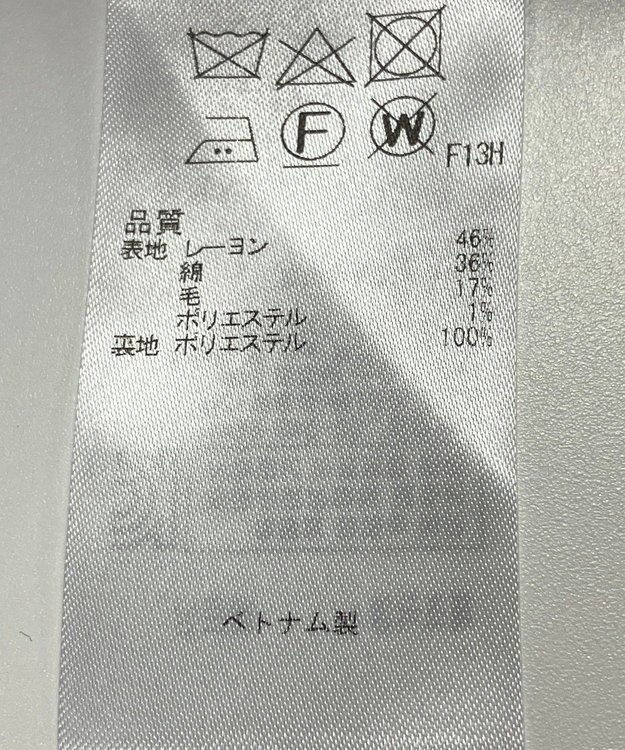 F W F13H
品質
表地 レーヨン 46%
綿 36%
毛 17%
ポリエステル 1%
裏地 ポリエステル 100%
ベトナム製